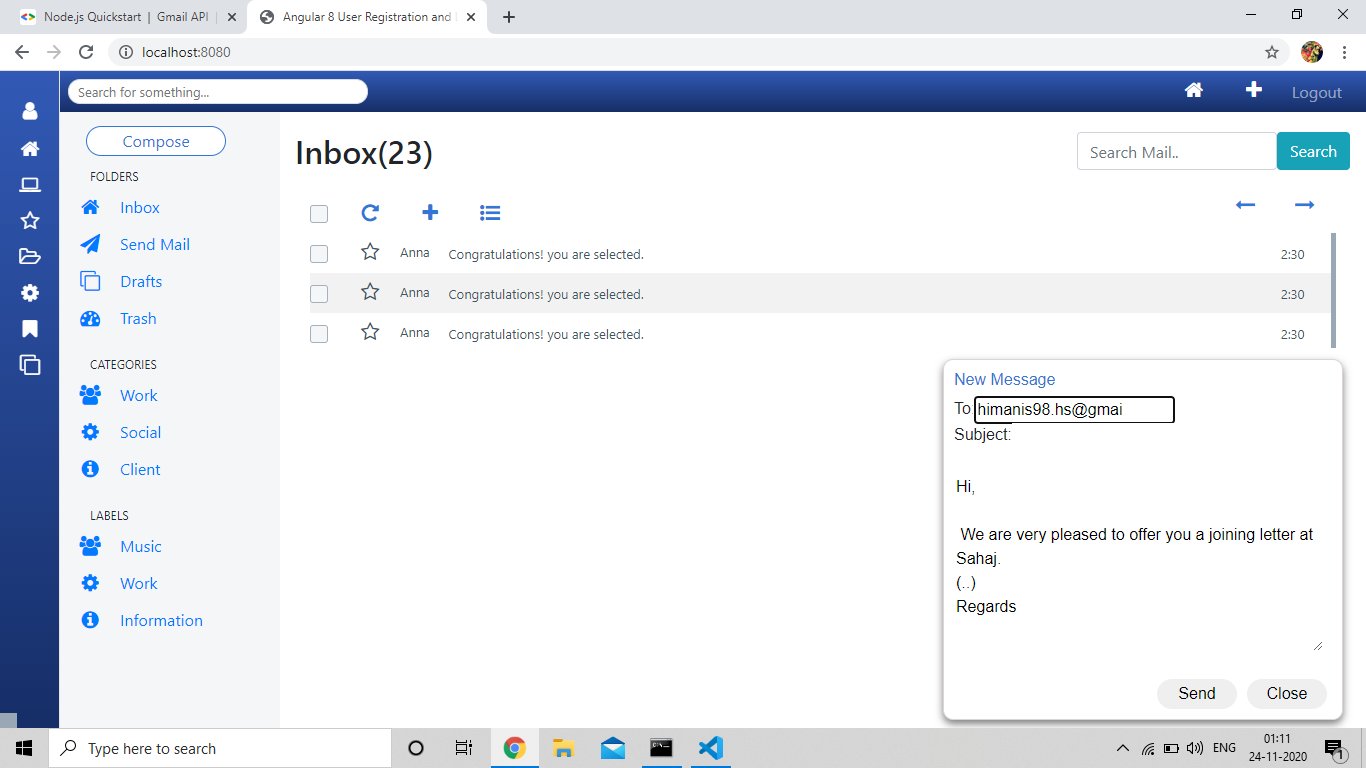 Node.js Quickstart | Gmail API |
Angular 8 User Registration and
localhost:8080
Search for something...
Logout
Compose
FOLDERS
Inbox
Send Mail
Drafts
Trash
CATEGORIES
Work
Social
Client
LABELS
Music
Work
Information
Inbox(23)
Search Mail..
Search
Anna Congratulations! you are selected. 2:30
Anna Congratulations! you are selected. 2:30
Anna Congratulations! you are selected. 2:30
New Message
To himanis98.hs@gmai
Subject:
Hi,
We are very pleased to offer you a joining letter at
Sahaj.
(..)
Regards
Send
Close
Type here to search
ENG
01:11
24-11-2020
1